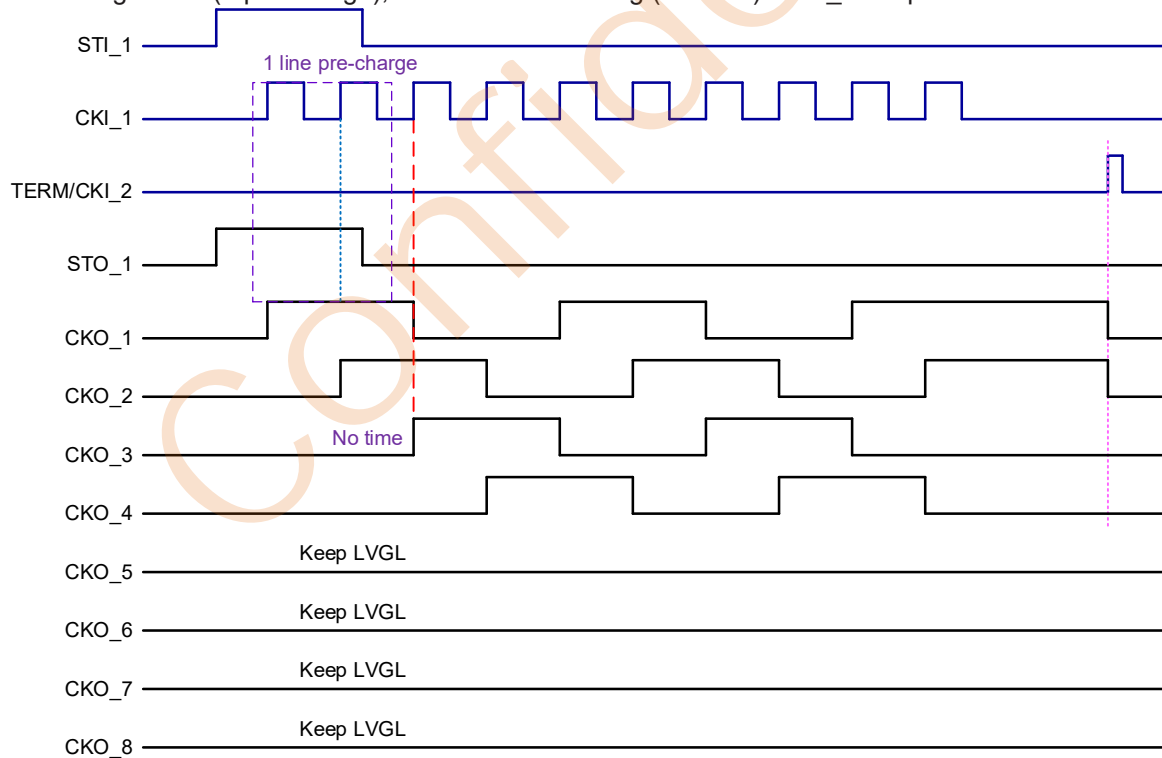 STI_1
1 line pre-charge
CKI_1
TERM/CKI_2
STO_1
CKO_1
CKO_2
No time
CKO_3
CKO_4
Keep LVGL
CKO_5
Keep LVGL
CKO_6
Keep LVGL
CKO_7
Keep LVGL
CKO_8
Confide